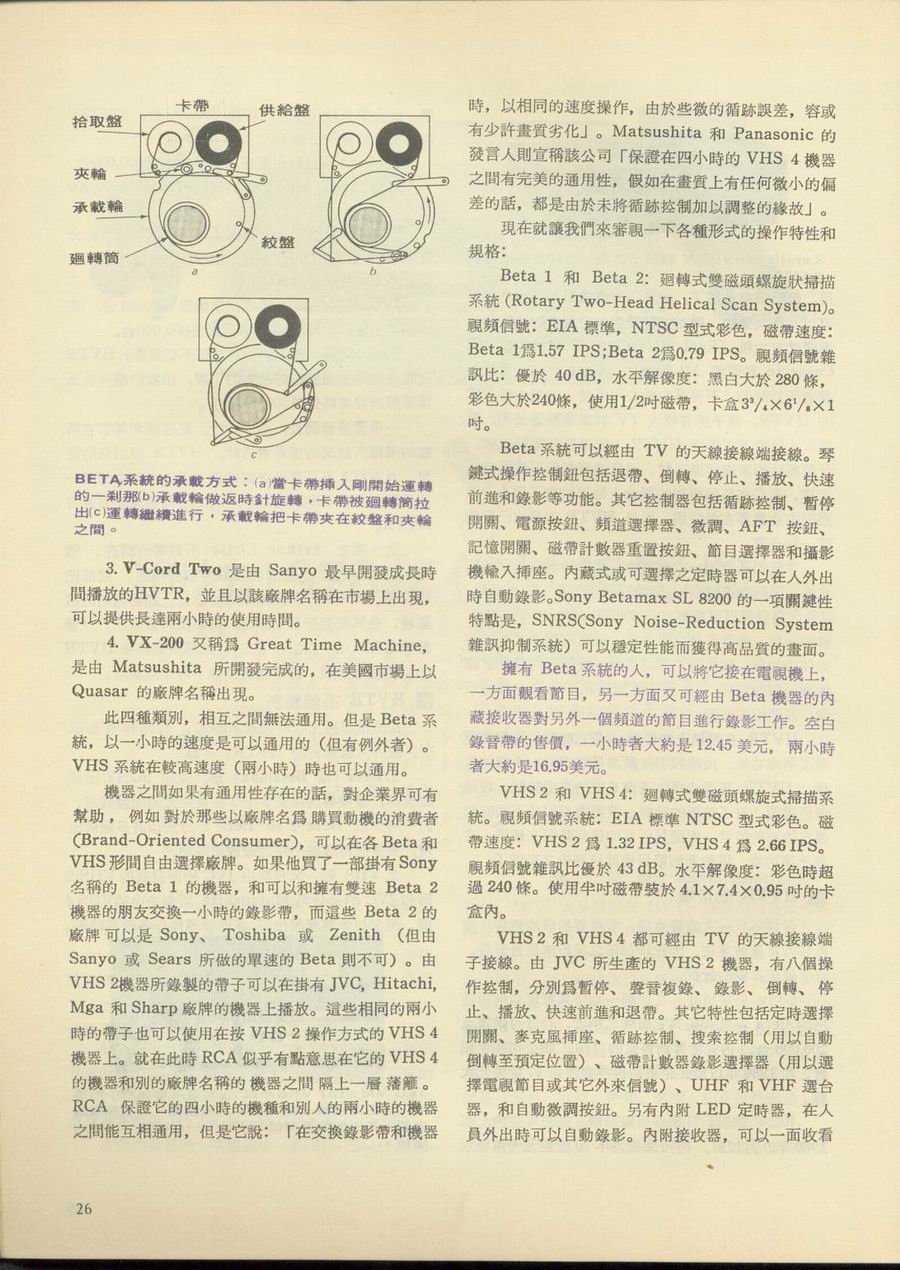 卡帶
供給盤
拾取盤
夾輪
承載輪
廻轉筒
絞盤
a
b
c
BETA系統的承載方式：(a)當卡帶揷入剛開始運轉
的一刹那(b)承載輪做返時針旋轉，卡帶被廻轉筒拉
出(c)運轉繼續進行，承載輪把卡帶夾在絞盤和夾輪
之間。
3. V-Cord Two 是由 Sanyo 最早開發成長時
間播放的HVTR，並且以該廠牌名稱在市場上出現，
可以提供長達兩小時的使用時間。
4. VX-200 又稱爲 Great Time Machine，
是由 Matsushita 所開發完成的，在美國市場上以
Quasar 的廠牌名稱出現。
此四種類別，相互之間無法通用。但是 Beta 系
統，以一小時的速度是可以通用的（但有例外者）。
VHS 系統在較高速度（兩小時）時也可以通用。
機器之間如果有通用性存在的話，對企業界可有
幫助，例如 對於那些以廠牌名爲 購買動機的消費者
(Brand-Oriented Consumer)，可以在各 Beta 和
VHS 形間自由選擇廠牌。如果他買了一部掛有 Sony
名稱的 Beta 1 的機器，和可以和擁有雙速 Beta 2
機器的朋友交換一小時的錄影帶，而這些 Beta 2 的
廠牌 可以是 Sony、 Toshiba 或 Zenith （但由
Sanyo 或 Sears 所做的單速的 Beta 則不可）。由
VHS 2機器所錄製的帶子可以在掛有 JVC, Hitachi,
Mga 和 Sharp 廠牌的機器上播放。這些相同的兩小
時的帶子也可以使用在按 VHS 2 操作方式的 VHS 4
機器上。就在此時 RCA 似乎有點意思在它的 VHS 4
的機器和別的廠牌名稱的 機器之間 隔上一層 藩籬。
RCA 保證它的四小時的機種和別人的兩小時的機器
之間能互相通用，但是它說：「在交換錄影帶和機器
時，以相同的速度操作，由於些微的循跡誤差，容或
有少許畫質劣化」。Matsushita 和 Panasonic 的
發言人則宣稱該公司「保證在四小時的 VHS 4 機器
之間有完美的通用性，假如在畫質上有任何微小的偏
差的話，都是由於未將循跡控制加以調整的緣故」。
現在就讓我們來審視一下各種形式的操作特性和
規格：
Beta 1 和 Beta 2：廻轉式雙磁頭螺旋狀掃描
系統 (Rotary Two-Head Helical Scan System)。
視頻信號：EIA 標準，NTSC 型式彩色，磁帶速度：
Beta 1爲1.57 IPS;Beta 2爲0.79 IPS。視頻信號雜
訊比：優於 40 dB，水平解像度：黑白大於 280 條，
彩色大於240條，使用1/2吋磁帶，卡盒3³/₄×6¹/₈×1
吋。
Beta 系統可以經由 TV 的天線接線端接線。琴
鍵式操作控制鈕包括退帶、倒轉、停止、播放、快速
前進和錄影等功能。其它控制器包括循跡控制、暫停
開關、電源按鈕、頻道選擇器、微調、AFT 按鈕、
記憶開關、磁帶計數器重置按鈕、節目選擇器和攝影
機輸入揷座。內藏式或可選擇之定時器可以在人外出
時自動錄影。Sony Betamax SL 8200 的一項關鍵性
特點是，SNRS(Sony Noise-Reduction System
雜訊抑制系統）可以穩定性能而獲得高品質的畫面。
擁有 Beta 系統的人，可以將它接在電視機上，
一方面觀看節目，另一方面又可經由 Beta 機器的內
藏接收器對另外一個頻道的節目進行錄影工作。空白
錄音帶的售價，一小時者大約是 12.45 美元， 兩小時
者大約是16.95美元。
VHS 2 和 VHS 4：廻轉式雙磁頭螺旋式掃描系
統。視頻信號系統：EIA 標準 NTSC 型式彩色。磁
帶速度：VHS 2 爲 1.32 IPS，VHS 4 爲 2.66 IPS。
視頻信號雜訊比優於 43 dB。水平解像度：彩色時超
過 240 條。使用半吋磁帶裝於 4.1×7.4×0.95 吋的卡
盒內。
VHS 2 和 VHS 4 都可經由 TV 的天線接線端
子接線。由 JVC 所生產的 VHS 2 機器，有八個操
作控制，分別爲暫停、 聲音複錄、 錄影、 倒轉、 停
止、播放、快速前進和退帶。其它特性包括定時選擇
開關、麥克風揷座、循跡控制、搜索控制（用以自動
倒轉至預定位置）、磁帶計數器錄影選擇器（用以選
擇電視節目或其它外來信號）、UHF 和 VHF 選台
器，和自動微調按鈕。另有內附 LED 定時器，在人
員外出時可以自動錄影。內附接收器，可以一面收看
26